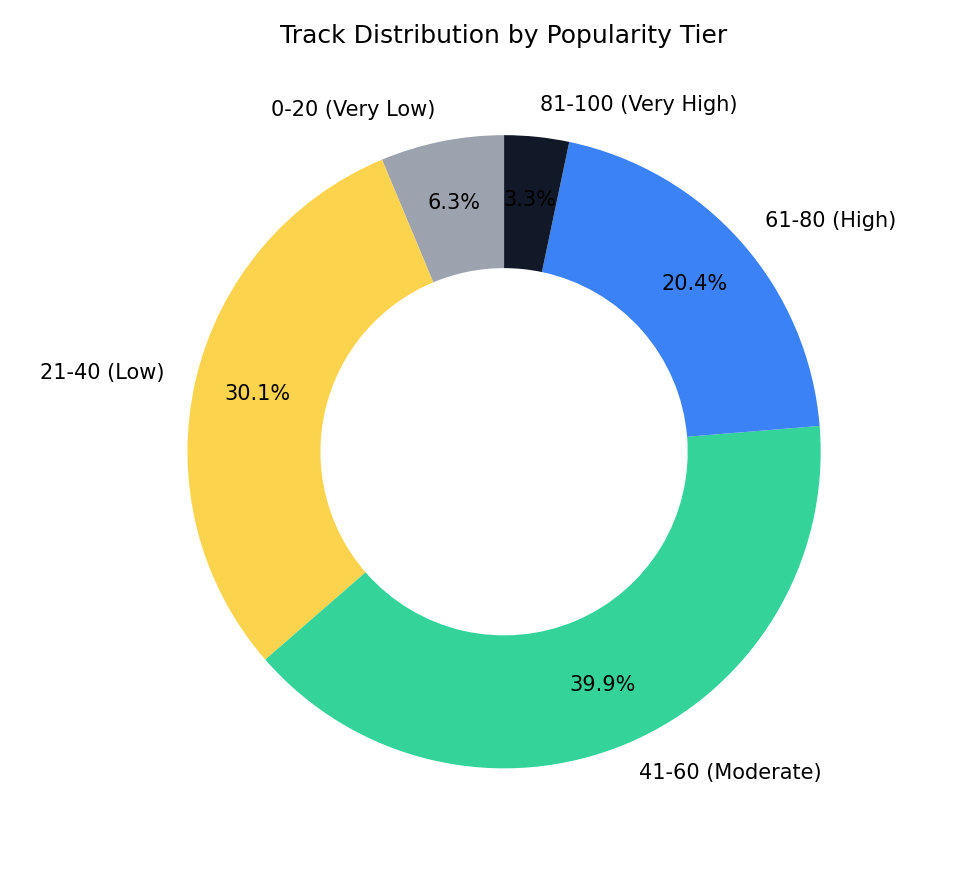 Track Distribution by Popularity Tier
81-100 (Very High)
0-20 (Very Low)
3.3%
6.3%
61-80 (High)
20.4%
21-40 (Low)
30.1%
39.9%
41-60 (Moderate)